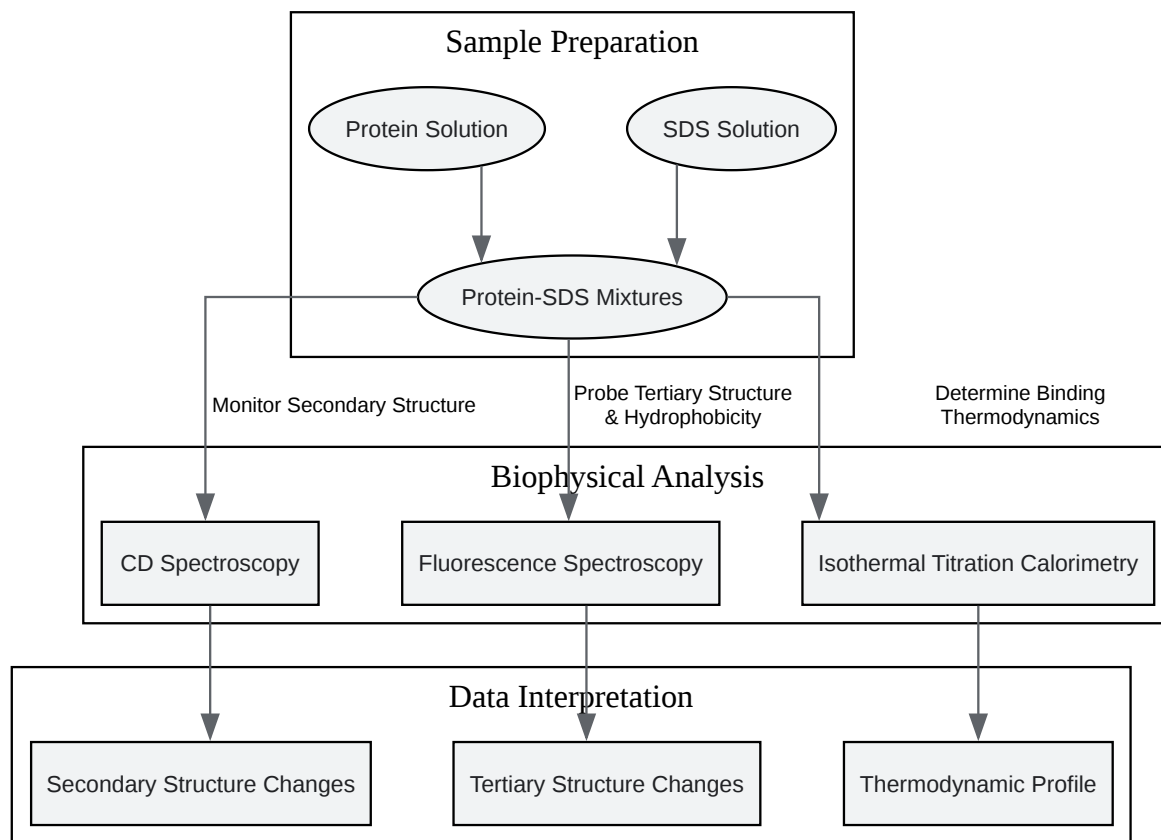 Sample Preparation
Protein Solution
SDS Solution
Protein-SDS Mixtures
Monitor Secondary Structure
Probe Tertiary Structure
& Hydrophobicity
Determine Binding
Thermodynamics
Biophysical Analysis
CD Spectroscopy
Fluorescence Spectroscopy
Isothermal Titration Calorimetry
Data Interpretation
Secondary Structure Changes
Tertiary Structure Changes
Thermodynamic Profile